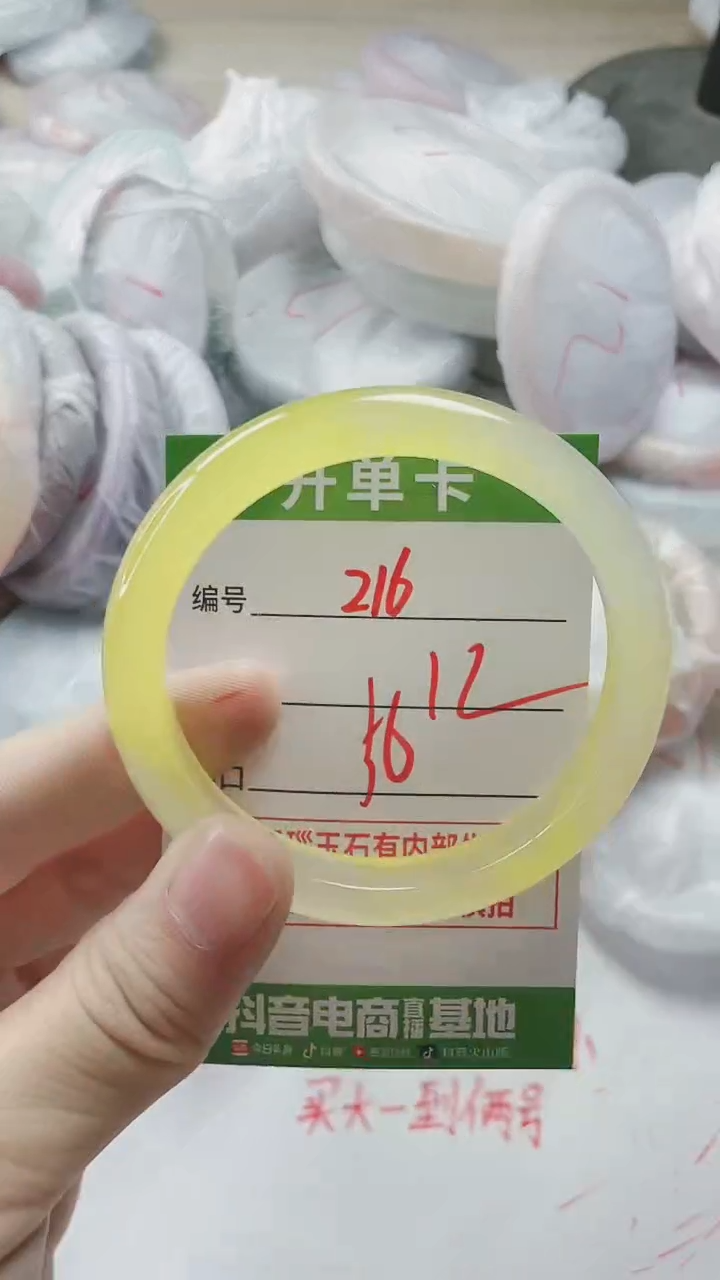 开单卡
编号 216
12
口 56
玉石有内部
抖音电商直播基地
买大一到俩号